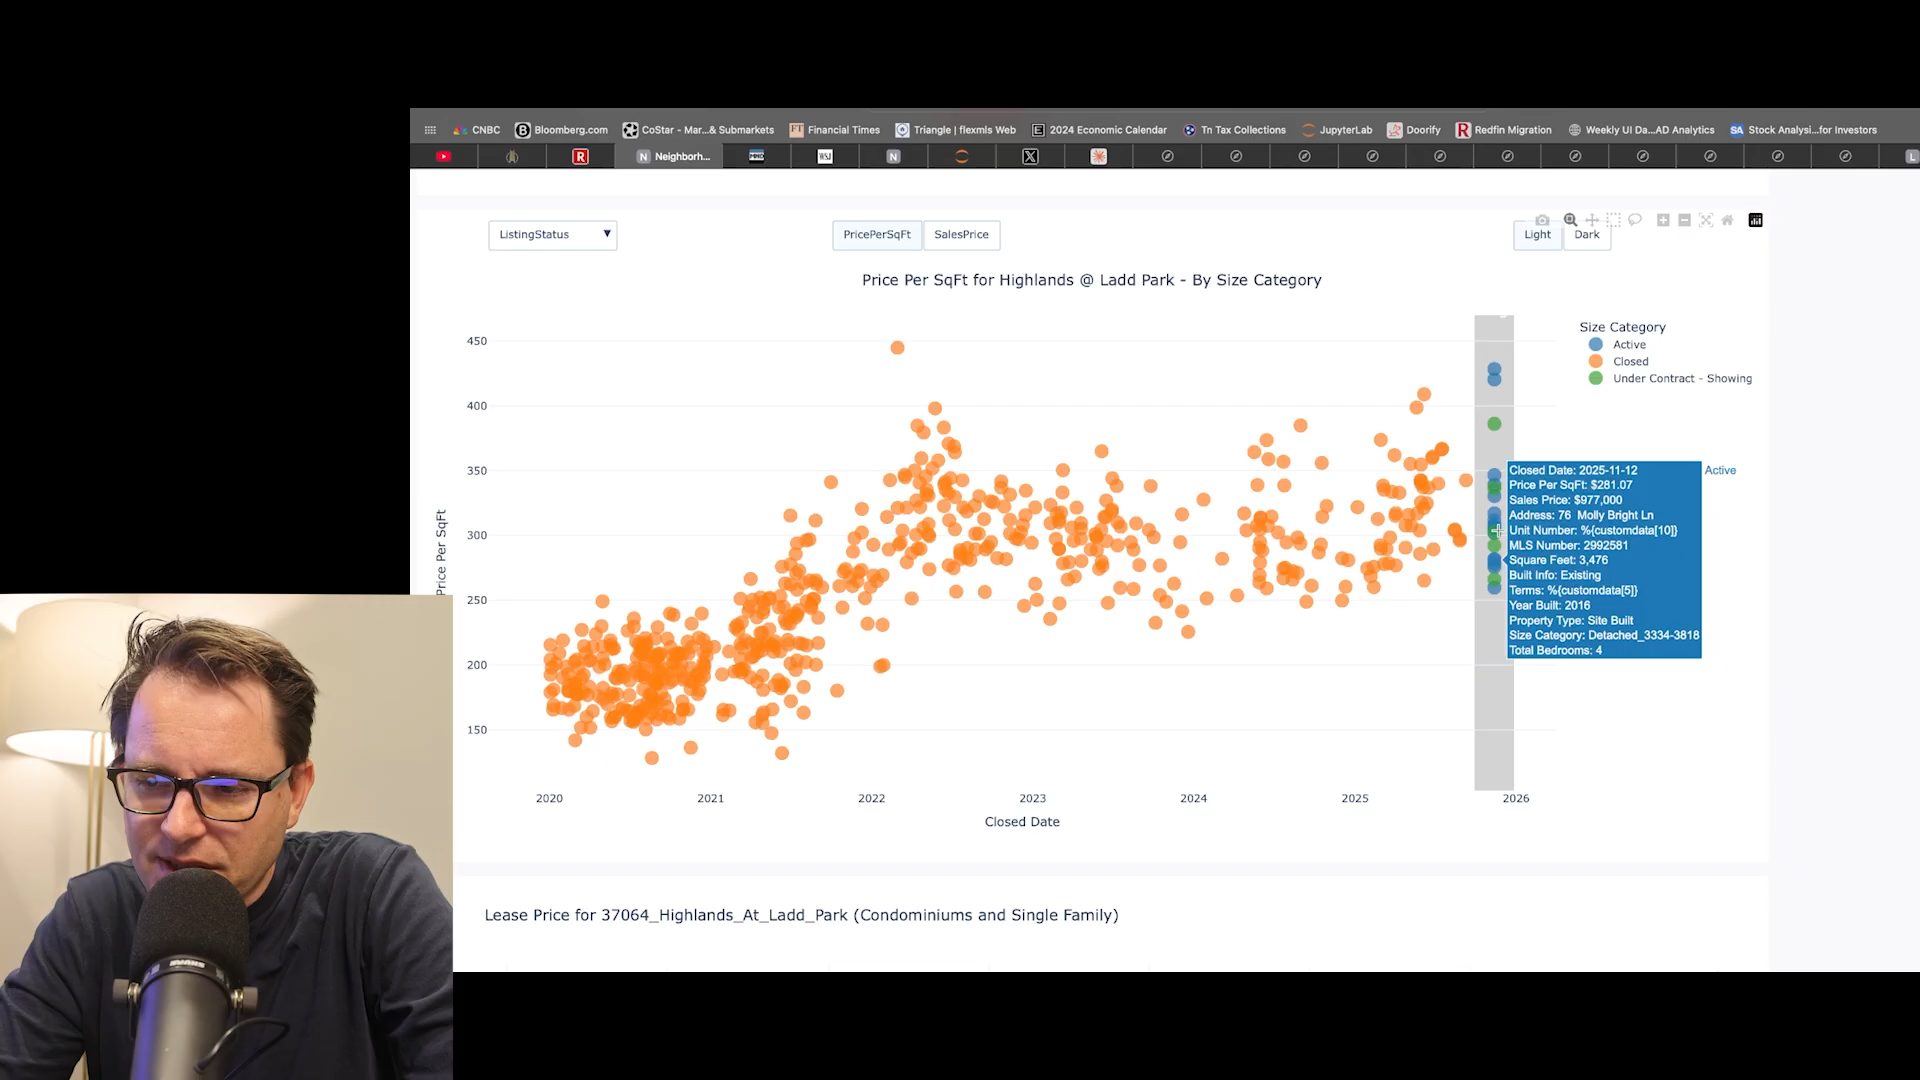 CNBC
Bloomberg.com
CoStar - Mar...& Submarkets
FT Financial Times
Triangle | flexmls Web
2024 Economic Calendar
Tn Tax Collections
JupyterLab
Doorify
R Redfin Migration
Weekly UI Da...AD Analytics
SA Stock Analysi...for Investors
R
N Neighborh...
WSJ
N
X
L
ListingStatus
PricePerSqFt
SalesPrice
Light
Dark
Price Per SqFt for Highlands @ Ladd Park - By Size Category
Size Category
Active
Closed
Under Contract - Showing
450
400
350
300
250
200
150
Price Per SqFt
Closed Date: 2025-11-12
Price Per SqFt: $281.07
Sales Price: $977,000
Address: 76 Molly Bright Ln
Unit Number: %{customdata[10]}
MLS Number: 2992581
Square Feet: 3,476
Built Info: Existing
Terms: %{customdata[5]}
Year Built: 2016
Property Type: Site Built
Size Category: Detached_3334-3818
Total Bedrooms: 4
Active
2020
2021
2022
2023
2024
2025
2026
Closed Date
Lease Price for 37064_Highlands_At_Ladd_Park (Condominiums and Single Family)